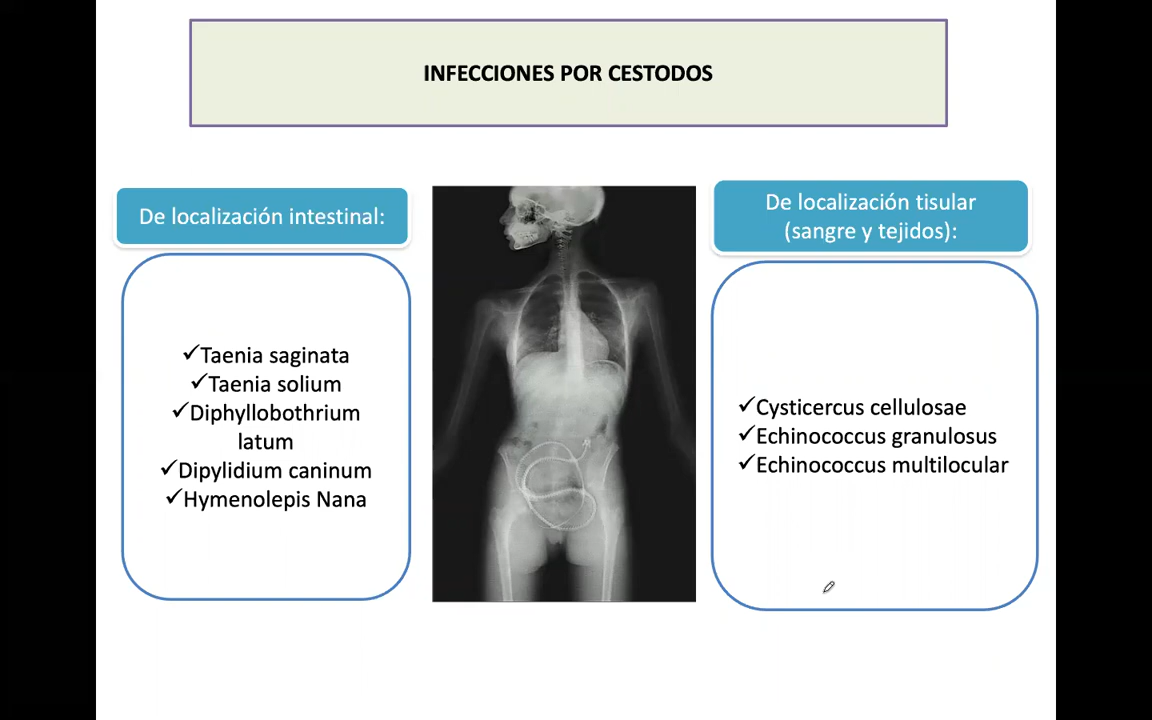 INFECCIONES POR CESTODOS
De localización intestinal:
✓Taenia saginata
✓Taenia solium
✓Diphyllobothrium
latum
✓Dipylidium caninum
✓Hymenolepis Nana
De localización tisular
(sangre y tejidos):
✓Cysticercus cellulosae
✓Echinococcus granulosus
✓Echinococcus multilocular